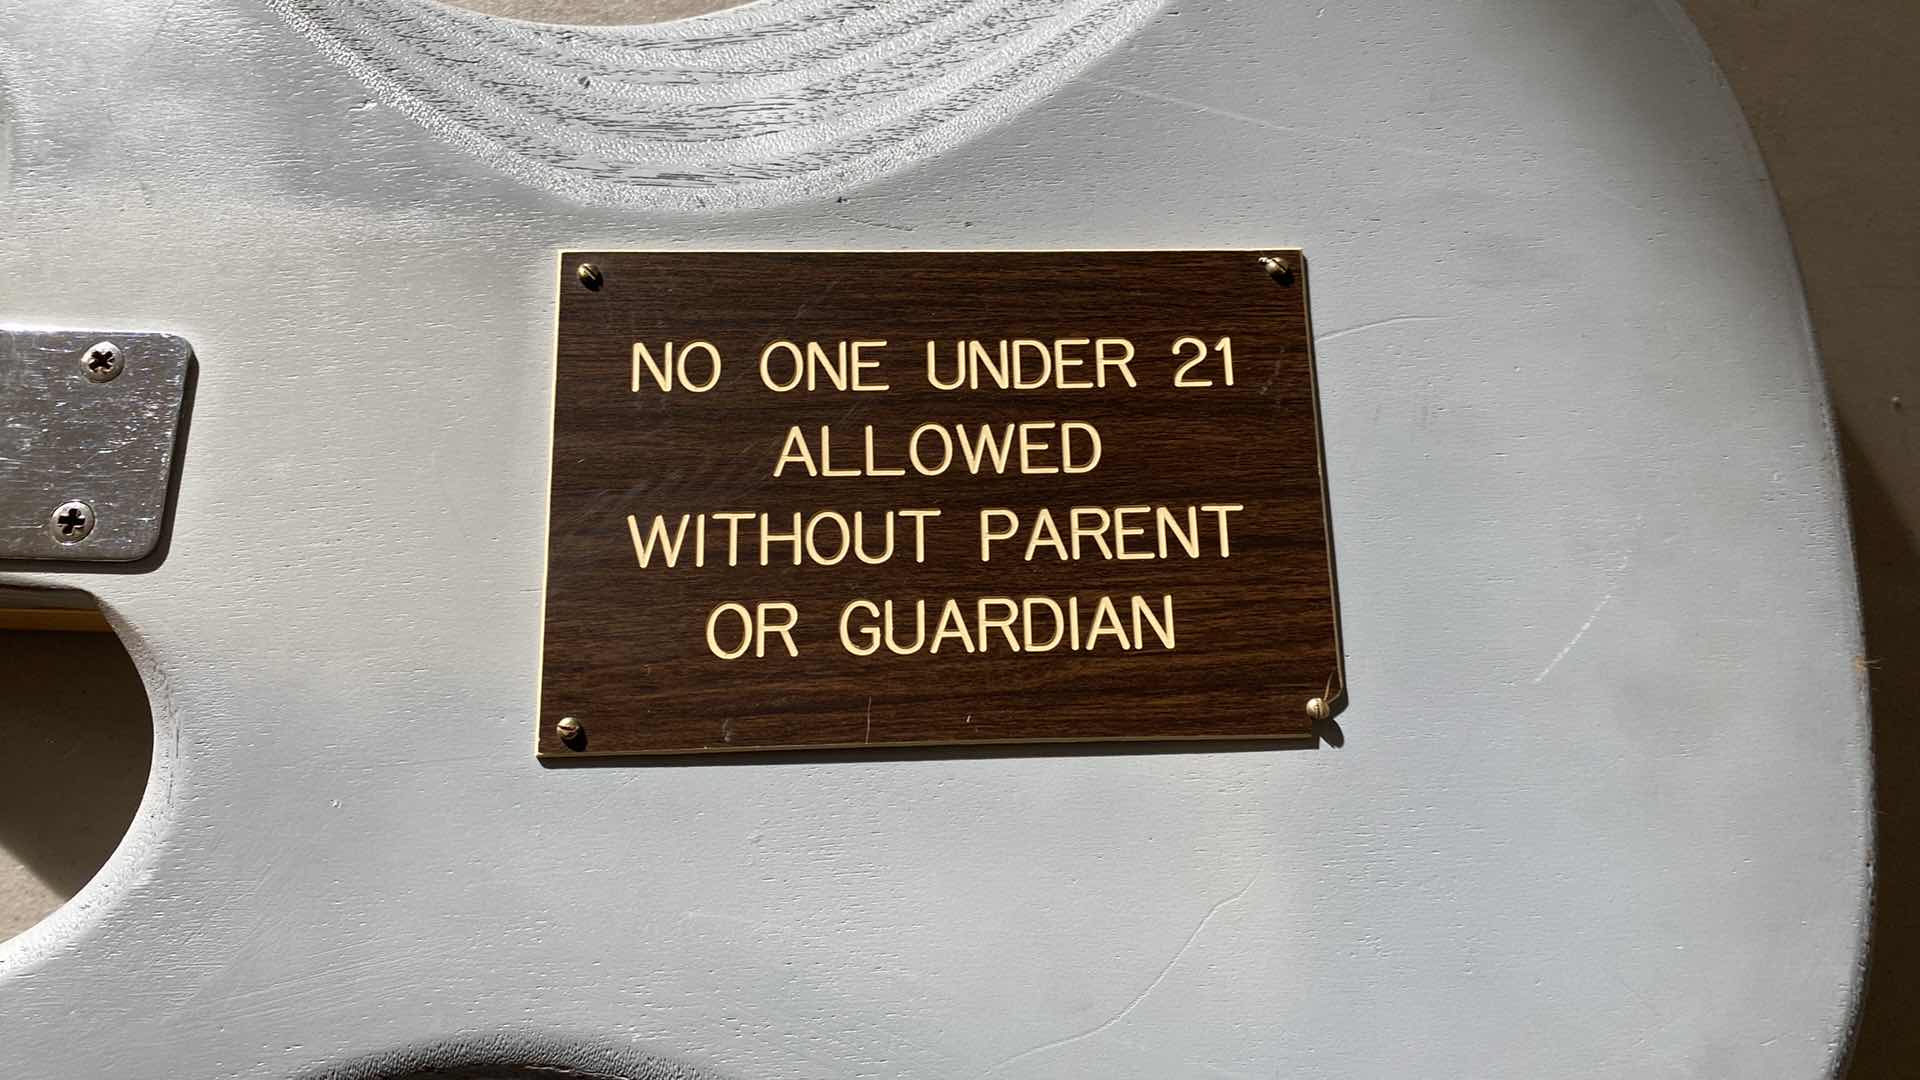 NO ONE UNDER 21
ALLOWED
WITHOUT PARENT
OR GUARDIAN